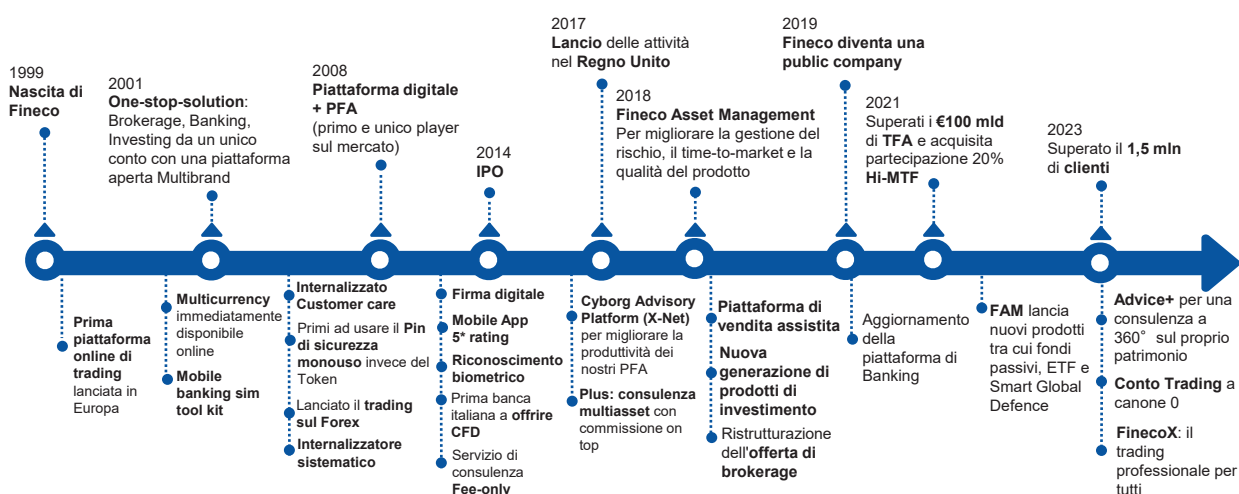 1999
Nascita di
Fineco
2001
One-stop-solution:
Brokerage, Banking,
Investing da un unico
conto con una piattaforma
aperta Multibrand
2008
Piattaforma digitale
+ PFA
(primo e unico player
sul mercato)
2014
IPO
2017
Lancio delle attività
nel Regno Unito
2018
Fineco Asset Management
Per migliorare la gestione del
rischio, il time-to-market e la
qualità del prodotto
2019
Fineco diventa una
public company
2021
Superati i €100 mld
di TFA e acquisita
partecipazione 20%
Hi-MTF
2023
Superato il 1,5 mln
di clienti
Prima
piattaforma
online di
trading
lanciata in
Europa
Multicurrency
immediatamente
disponibile
online
Mobile
banking sim
tool kit
Internalizzato
Customer care
Primi ad usare il Pin
di sicurezza
monouso invece del
Token
Lanciato il trading
sul Forex
Internalizzatore
sistematico
Firma digitale
Mobile App
5* rating
Riconoscimento
biometrico
Prima banca
italiana a offrire
CFD
Servizio di
consulenza
Fee-only
Cyborg Advisory
Platform (X-Net)
per migliorare la
produttività dei
nostri PFA
Plus: consulenza
multiasset con
commissione on
top
Piattaforma di
vendita assistita
Nuova
generazione di
prodotti di
investimento
Ristrutturazione
dell'offerta di
brokerage
Aggiornamento
della
piattaforma di
Banking
FAM lancia
nuovi prodotti
tra cui fondi
passivi, ETF e
Smart Global
Defence
Advice+ per una
consulenza a
360° sul proprio
patrimonio
Conto Trading a
canone 0
FinecoX: il
trading
professionale per
tutti